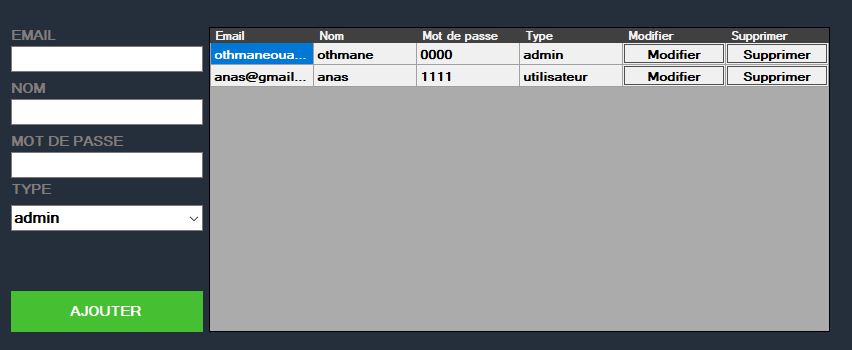 EMAIL
NOM
MOT DE PASSE
TYPE
admin
AJOUTER
Email Nom Mot de passe Type Modifier Supprimer
othmaneoua... othmane 0000 admin Modifier Supprimer
anas@gmail... anas 1111 utilisateur Modifier Supprimer